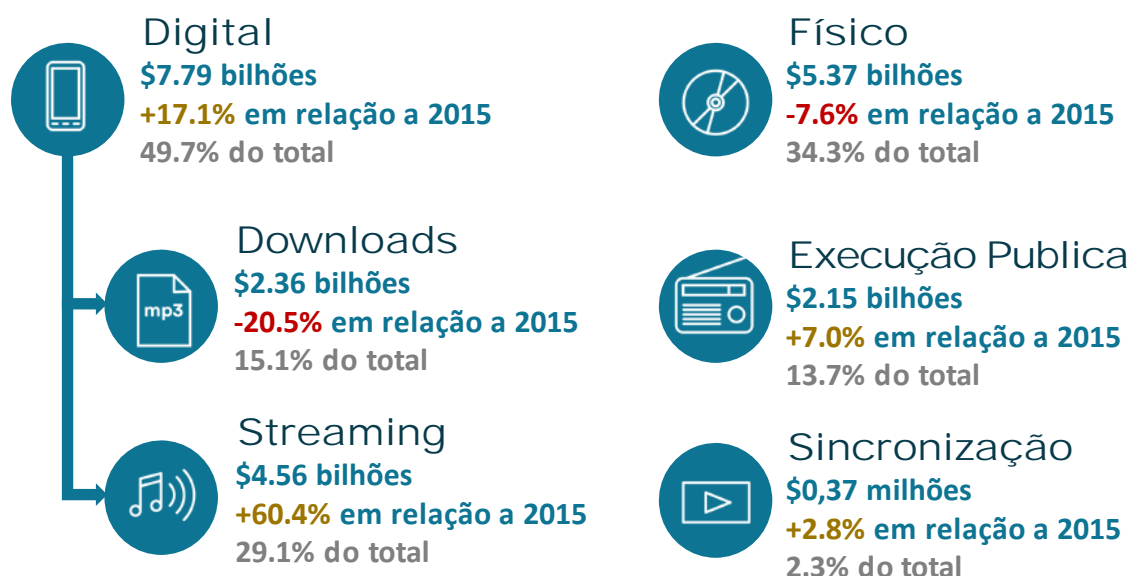 Digital
$7.79 bilhões
+17.1% em relação a 2015
49.7% do total
Downloads
$2.36 bilhões
-20.5% em relação a 2015
15.1% do total
mp3
Streaming
$4.56 bilhões
+60.4% em relação a 2015
29.1% do total
Físico
$5.37 bilhões
-7.6% em relação a 2015
34.3% do total
Execução Publica
$2.15 bilhões
+7.0% em relação a 2015
13.7% do total
Sincronização
$0,37 milhões
+2.8% em relação a 2015
2.3% do total